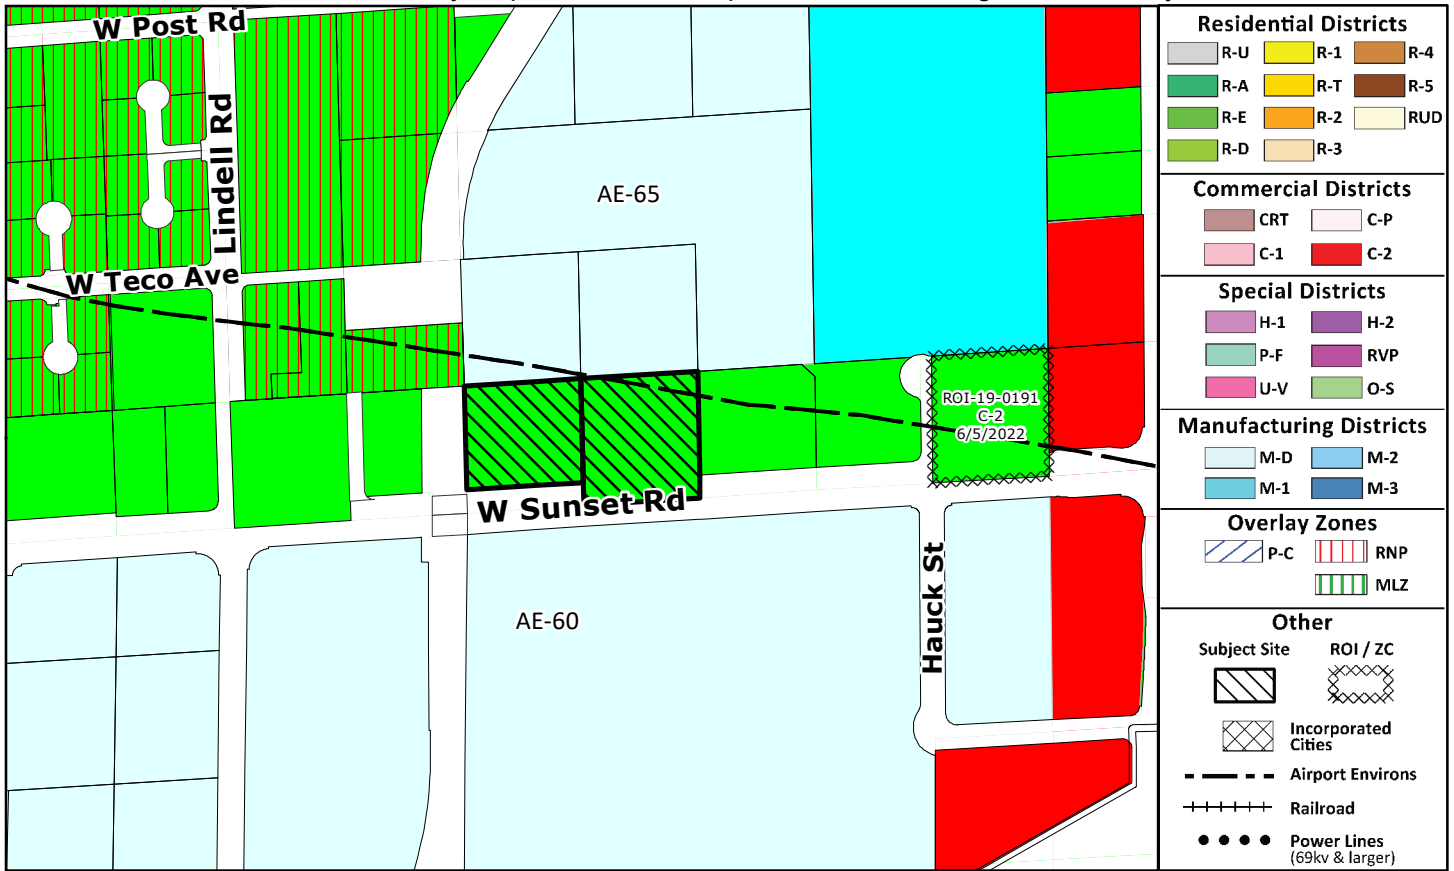 W Post Rd
Lindell Rd
AE-65
W Teco Ave
ROI-19-0191
C-2
6/5/2022
W Sunset Rd
AE-60
Hauck St
Residential Districts
R-U R-1 R-4
R-A R-T R-5
R-E R-2 RUD
R-D R-3
Commercial Districts
CRT C-P
C-1 C-2
Special Districts
H-1 H-2
P-F RVP
U-V O-S
Manufacturing Districts
M-D M-2
M-1 M-3
Overlay Zones
P-C RNP
MLZ
Other
Subject Site ROI / ZC
Incorporated
Cities
Airport Environs
Railroad
Power Lines
(69kv & larger)